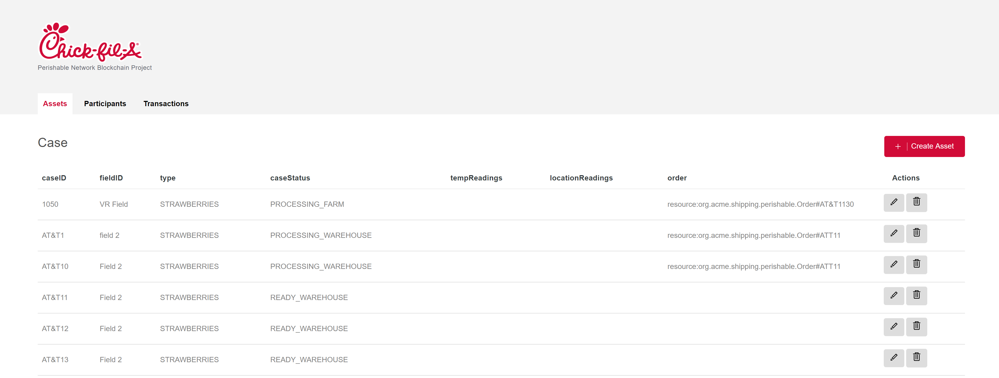 Chick-fil-A®
Perishable Network Blockchain Project
Assets Participants Transactions
Case
+ | Create Asset
caseID fieldID type caseStatus tempReadings locationReadings order Actions
1050 VR Field STRAWBERRIES PROCESSING_FARM resource:org.acme.shipping.perishable.Order#AT&T1130
AT&T1 field 2 STRAWBERRIES PROCESSING_WAREHOUSE resource:org.acme.shipping.perishable.Order#ATT11
AT&T10 Field 2 STRAWBERRIES PROCESSING_WAREHOUSE resource:org.acme.shipping.perishable.Order#ATT11
AT&T11 Field 2 STRAWBERRIES READY_WAREHOUSE
AT&T12 Field 2 STRAWBERRIES READY_WAREHOUSE
AT&T13 Field 2 STRAWBERRIES READY_WAREHOUSE